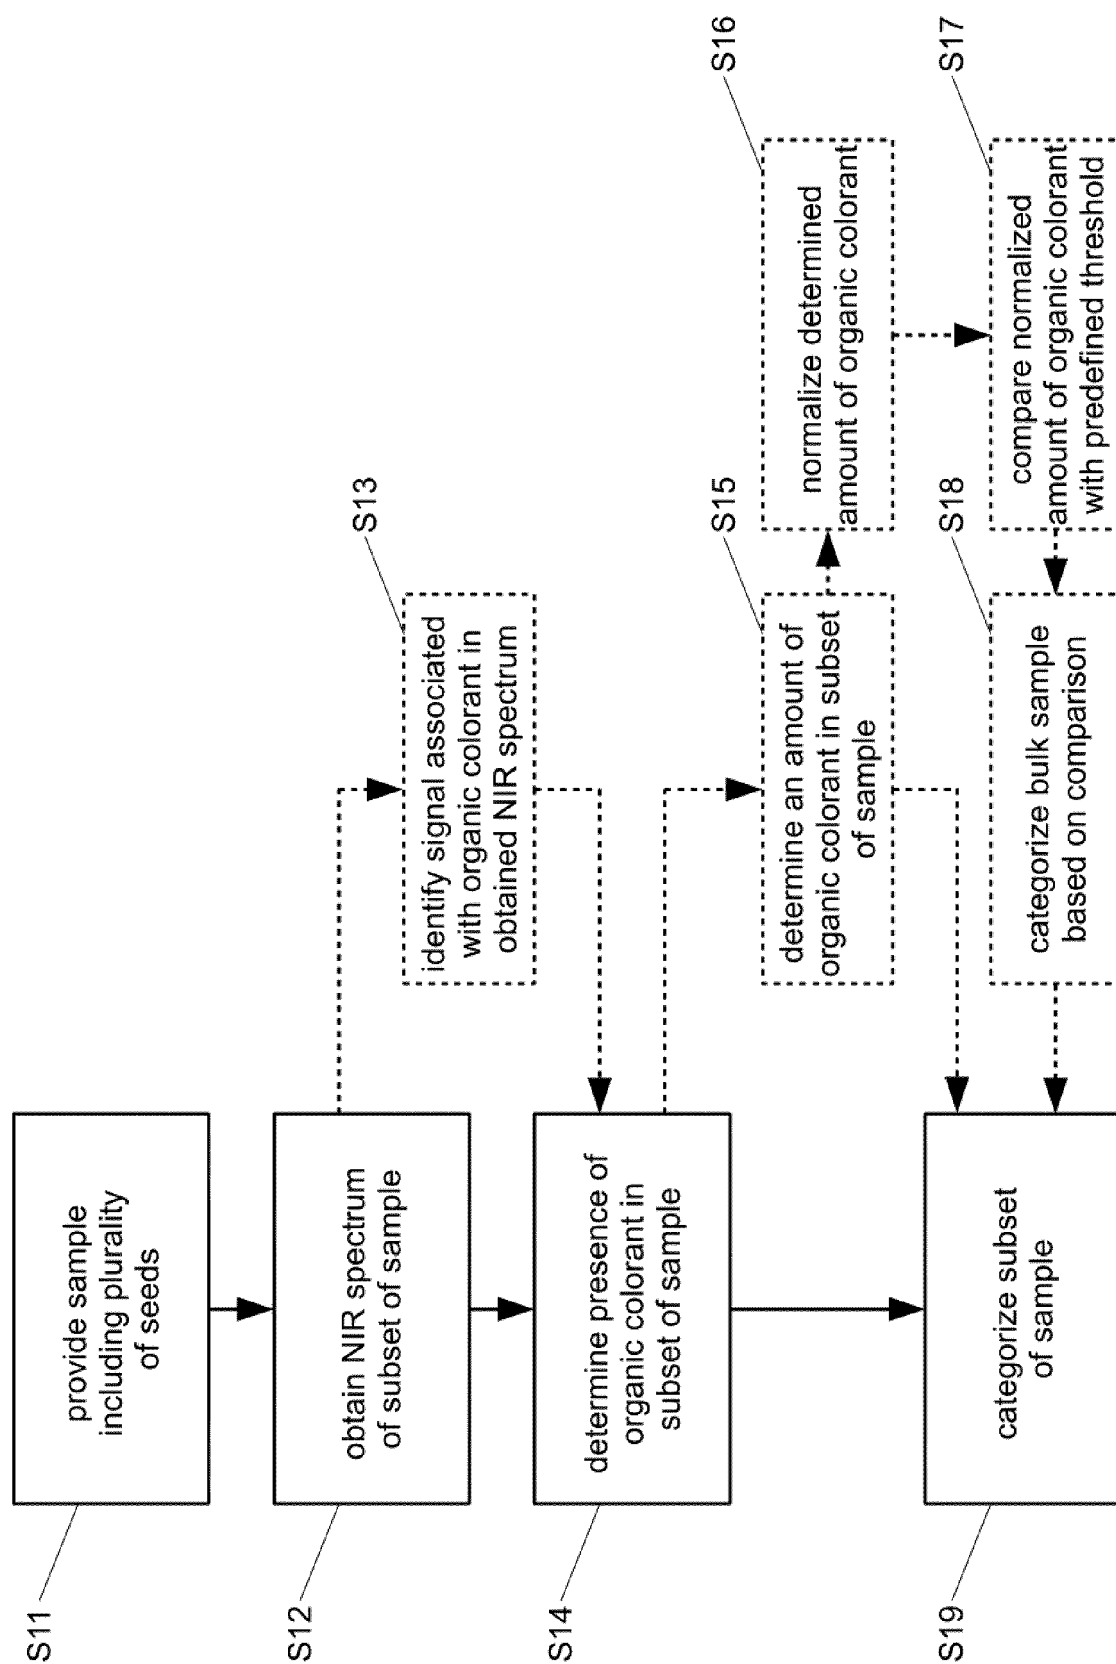 S11
provide sample
including plurality
of seeds
S12
obtain NIR spectrum
of subset of sample
S13
identify signal associated
with organic colorant in
obtained NIR spectrum
S14
determine presence of
organic colorant in
subset of sample
S15
determine an amount of
organic colorant in subset
of sample
S16
normalize determined
amount of organic colorant
S17
compare normalized
amount of organic colorant
with predefined threshold
S18
categorize bulk sample
based on comparison
S19
categorize subset
of sample